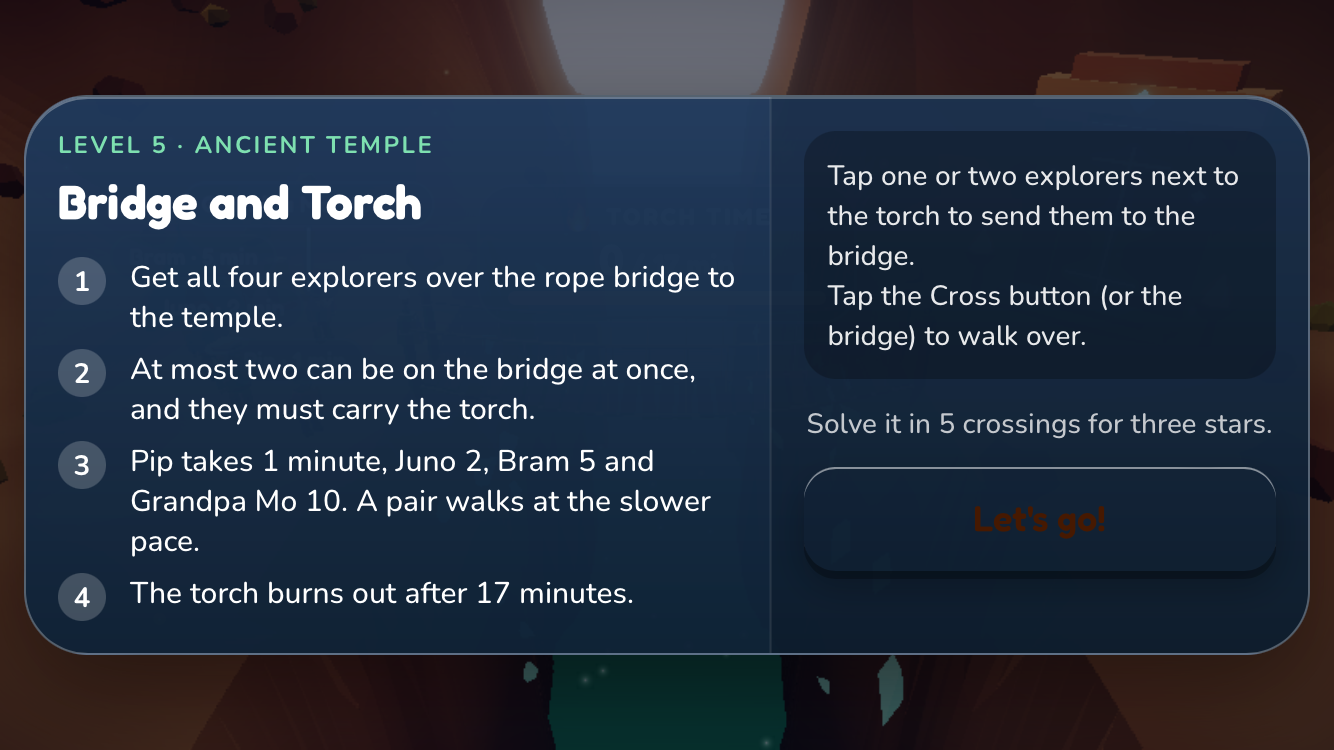 LEVEL 5 · ANCIENT TEMPLE
Bridge and Torch
1 Get all four explorers over the rope bridge to
the temple.
2 At most two can be on the bridge at once,
and they must carry the torch.
3 Pip takes 1 minute, Juno 2, Bram 5 and
Grandpa Mo 10. A pair walks at the slower
pace.
4 The torch burns out after 17 minutes.
Tap one or two explorers next to
the torch to send them to the
bridge.
Tap the Cross button (or the
bridge) to walk over.
Solve it in 5 crossings for three stars.
Let's go!
TORCH TIME